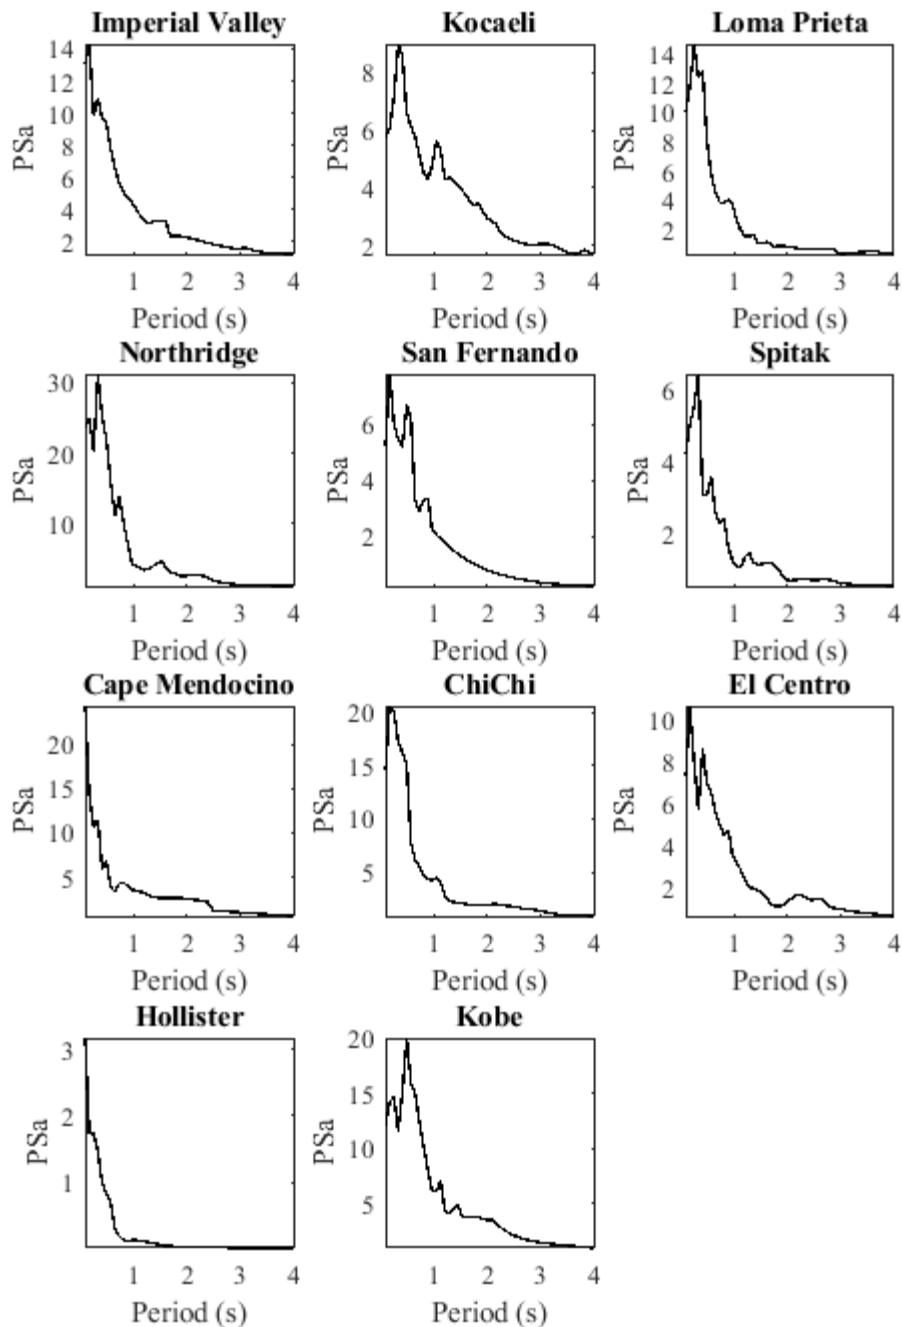 Imperial Valley Kocaeli Loma Prieta
14
12
10
8
6
4
2
PSa
1 2 3 4
Period (s)
8
6
4
2
PSa
1 2 3 4
Period (s)
14
12
10
8
6
4
2
PSa
1 2 3 4
Period (s)
Northridge San Fernando Spitak
30
20
10
PSa
1 2 3 4
Period (s)
6
4
2
PSa
1 2 3 4
Period (s)
6
4
2
PSa
1 2 3 4
Period (s)
Cape Mendocino ChiChi El Centro
20
15
10
5
PSa
1 2 3 4
Period (s)
20
15
10
5
PSa
1 2 3 4
Period (s)
10
8
6
4
2
PSa
1 2 3 4
Period (s)
Hollister Kobe
3
2
1
PSa
1 2 3 4
Period (s)
20
15
10
5
PSa
1 2 3 4
Period (s)